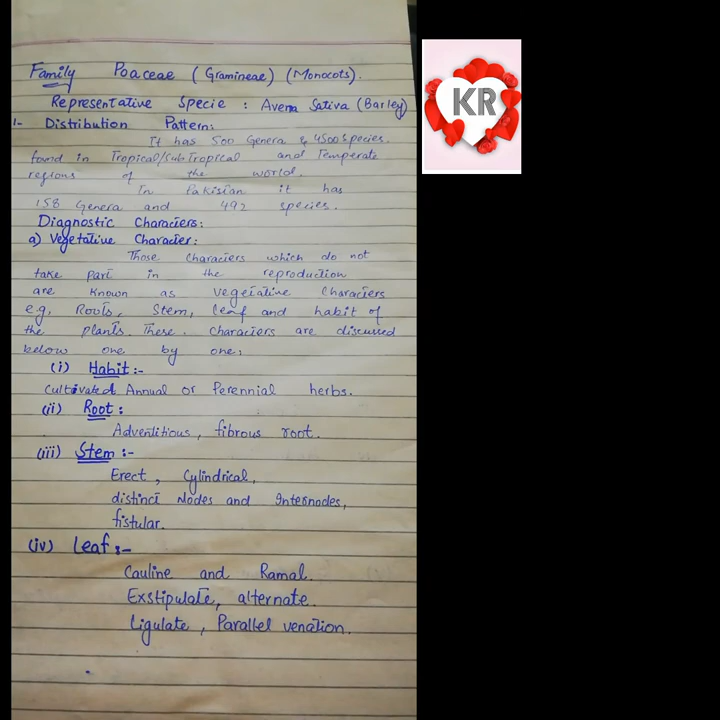 Family Poaceae (Gramineae) (Monocots).
Representative Specie : Avena Sativa (Barley)
1- Distribution Pattern:
It has 500 Genera & 4500 species.
found in Tropical/SubTropical and Temperate
regions of the world.
In Pakistan it has
158 Genera and 492 species.
Diagnostic Characters:
a) Vegetative Character:
Those characters which do not
take part in the reproduction
are known as vegetative characters
e.g, Roots, Stem, leaf and habit of
the plants. These characters are discussed
below one by one:
(i) Habit:-
Cultivated Annual or Perennial herbs.
(ii) Root:
Adventitious, fibrous root.
(iii) Stem:-
Erect, Cylindrical,
distinct Nodes and Internodes,
fistular.
(iv) Leaf:-
Cauline and Ramal.
Exstipulate, alternate.
Ligulate, Parallel venation.
KR